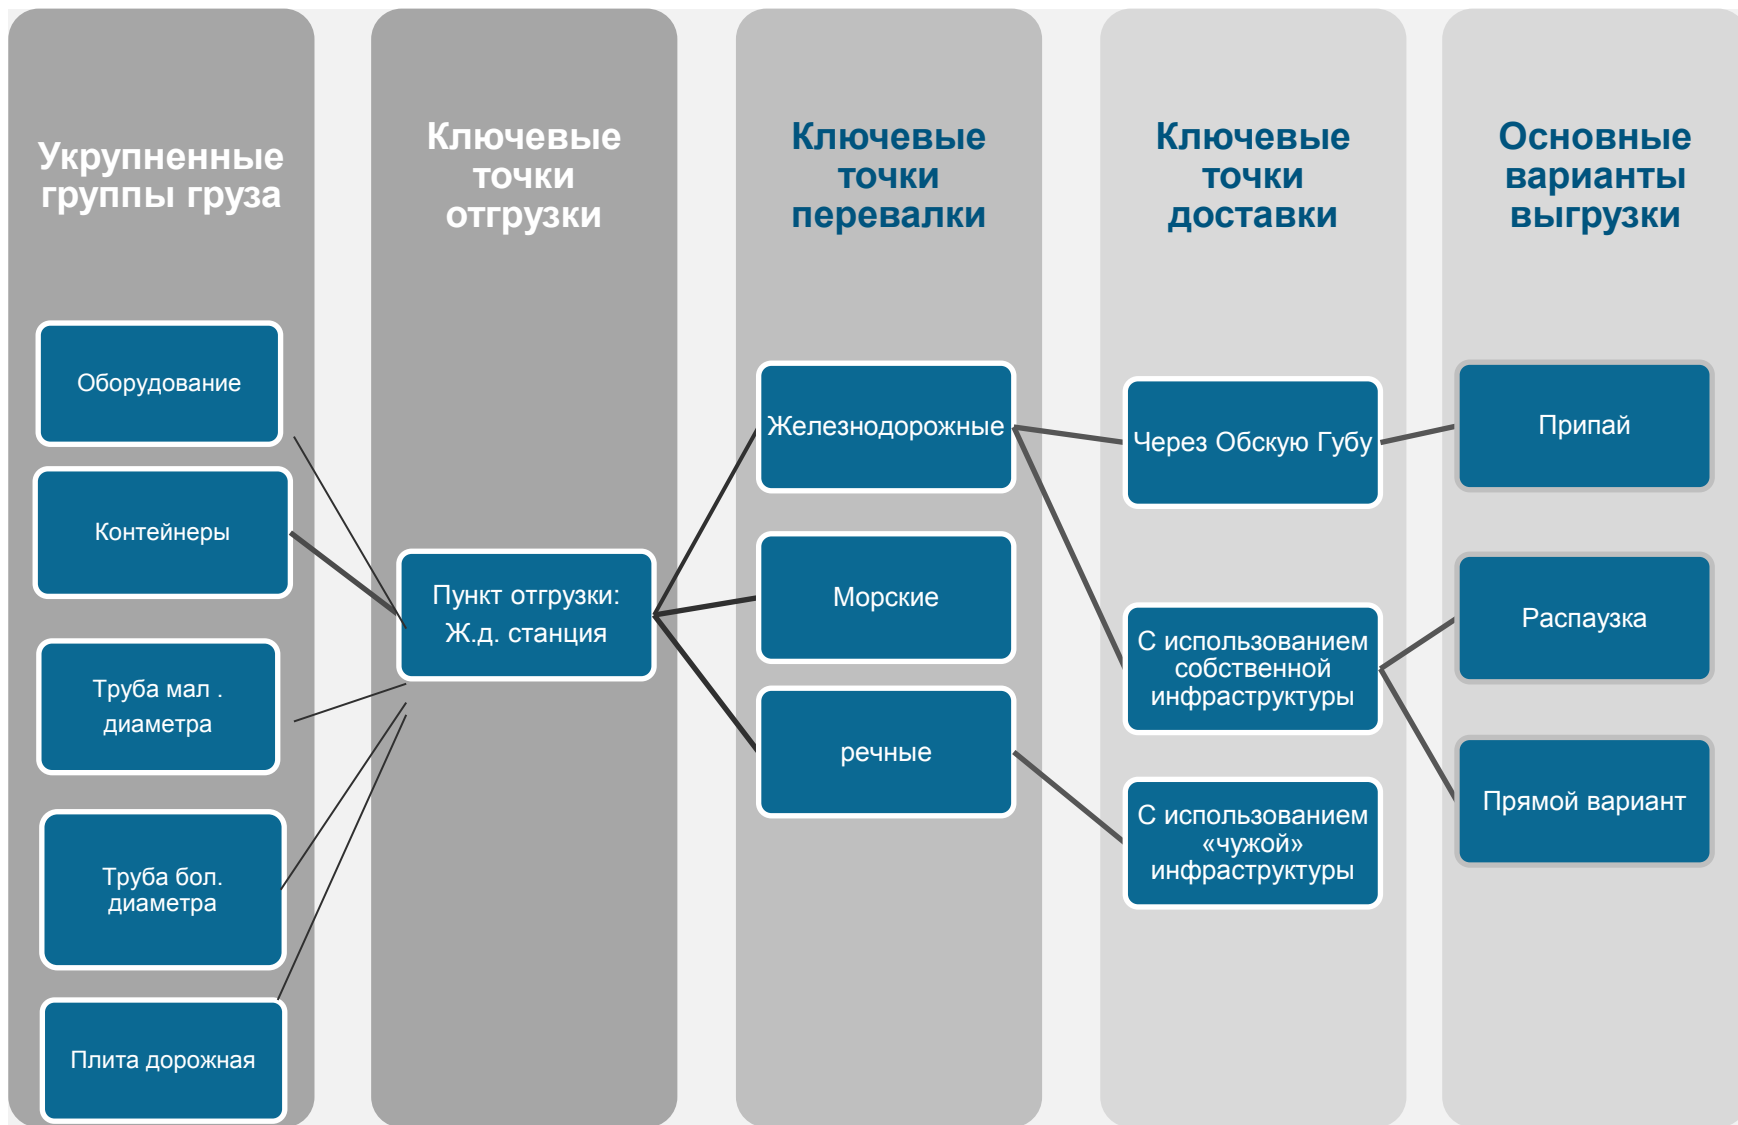 Укрупненные
группы груза
Ключевые
точки
отгрузки
Ключевые
точки
перевалки
Ключевые
точки
доставки
Основные
варианты
выгрузки
Оборудование
Контейнеры
Труба мал .
диаметра
Труба бол.
диаметра
Плита дорожная
Пункт отгрузки:
Ж.д. станция
Железнодорожные
Морские
речные
Через Обскую Губу
С использованием
собственной
инфраструктуры
С использованием
«чужой»
инфраструктуры
Припай
Распаузка
Прямой вариант